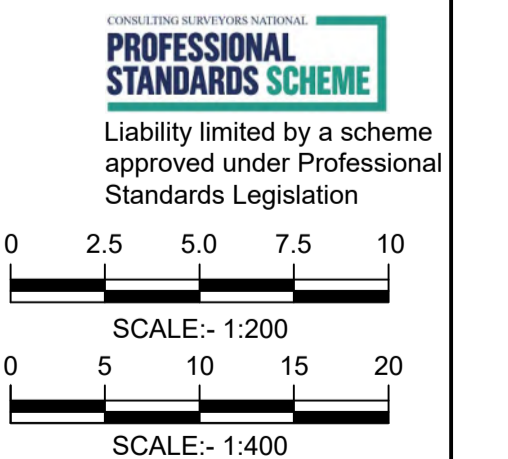 CONSULTING SURVEYORS NATIONAL
PROFESSIONAL
STANDARDS SCHEME
Liability limited by a scheme
approved under Professional
Standards Legislation
0 2.5 5.0 7.5 10
SCALE:- 1:200
0 5 10 15 20
SCALE:- 1:400